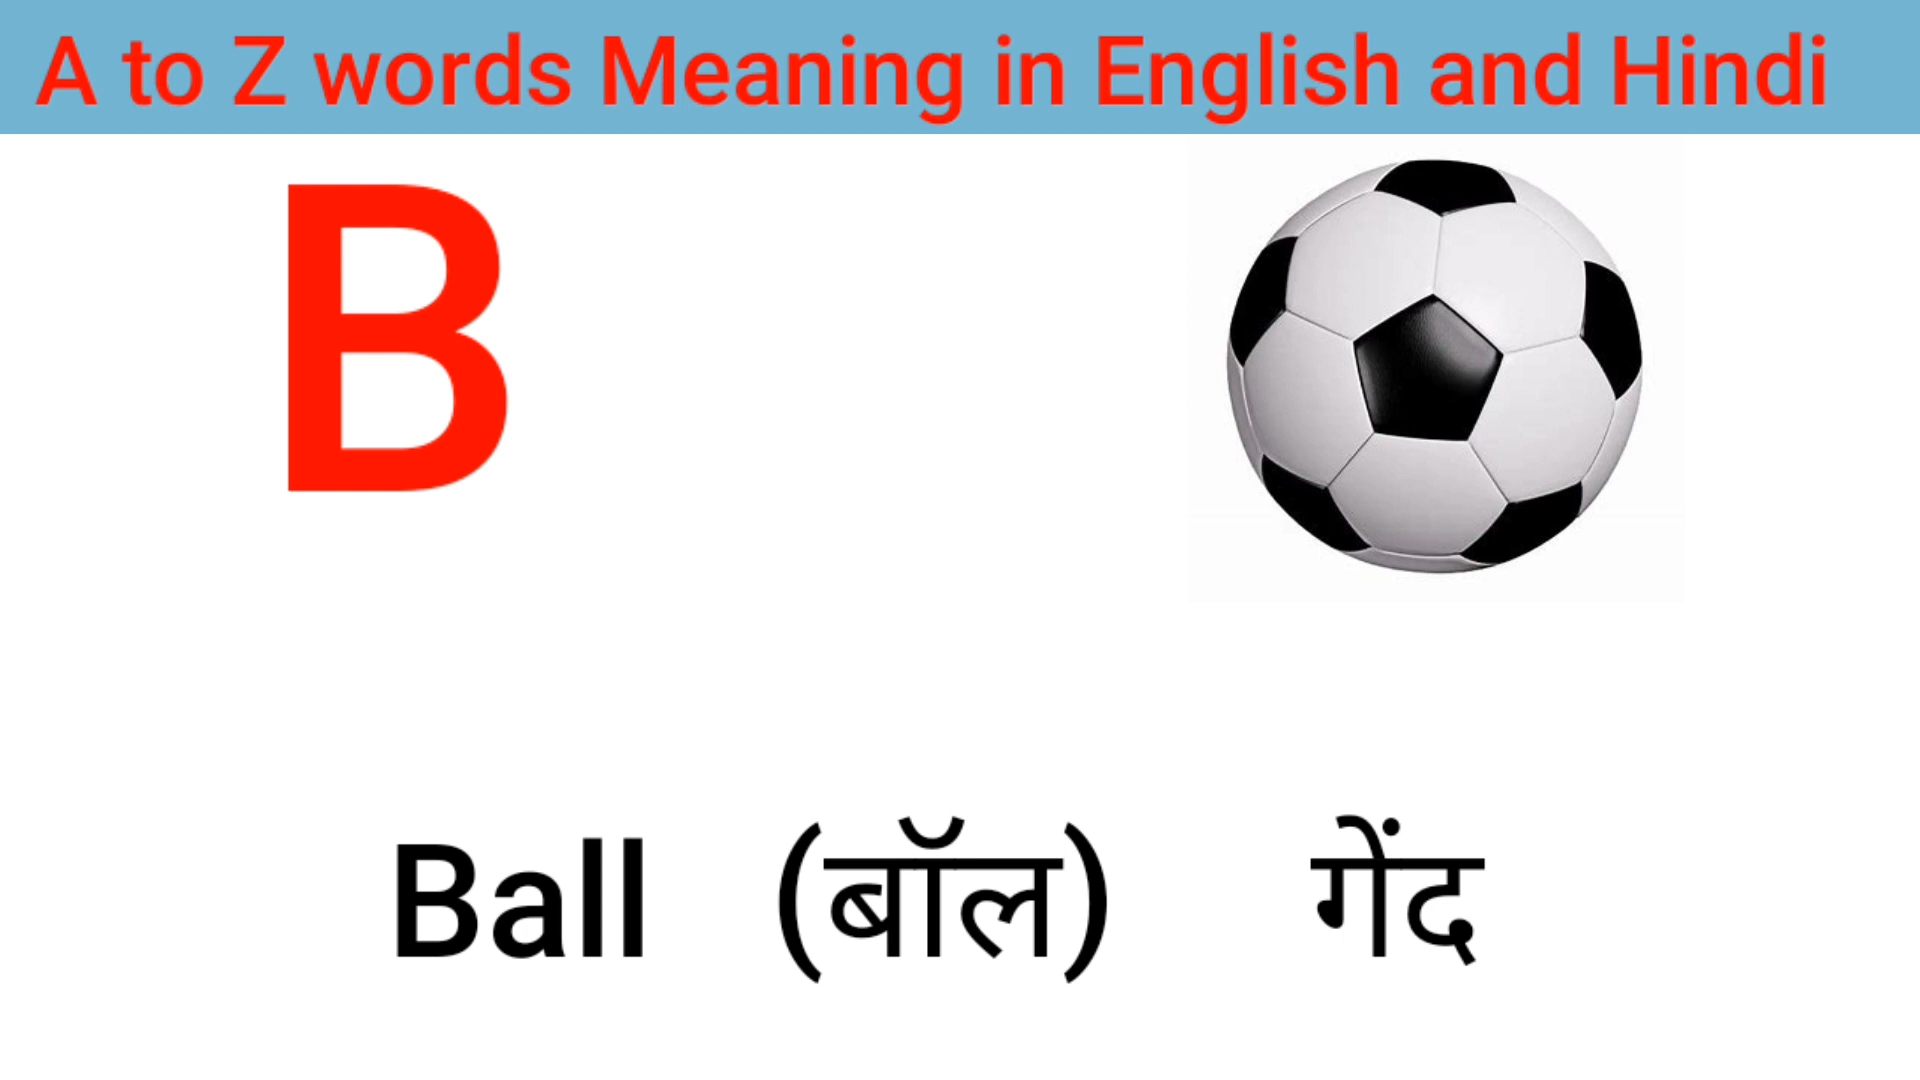 A to Z words Meaning in English and Hindi
B
Ball (बॉल) गेंद